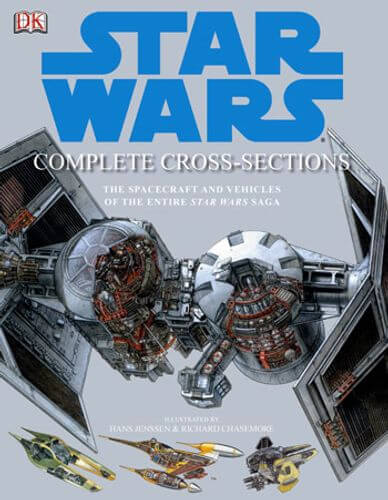 DK
STAR
WARS
COMPLETE CROSS-SECTIONS
THE SPACECRAFT AND VEHICLES
OF THE ENTIRE STAR WARS SAGA
ILLUSTRATED BY
HANS JENSSEN & RICHARD CHASEMORE